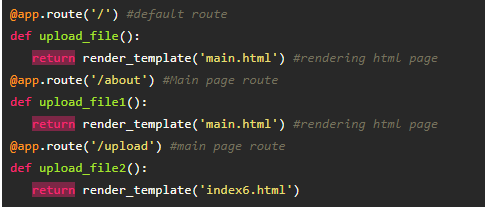 @app.route('/') #default route
def upload_file():
return render_template('main.html') #rendering html page
@app.route('/about') #Main page route
def upload_file1():
return render_template('main.html') #rendering html page
@app.route('/upload') #main page route
def upload_file2():
return render_template('index6.html')